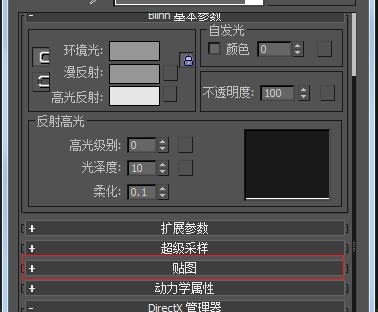 Blinn 基本参数
环境光:
漫反射:
高光反射:
自发光
颜色 0
不透明度: 100
反射高光
高光级别: 0
光泽度: 10
柔化: 0.1
扩展参数
超级采样
贴图
动力学属性
DirectX 管理器